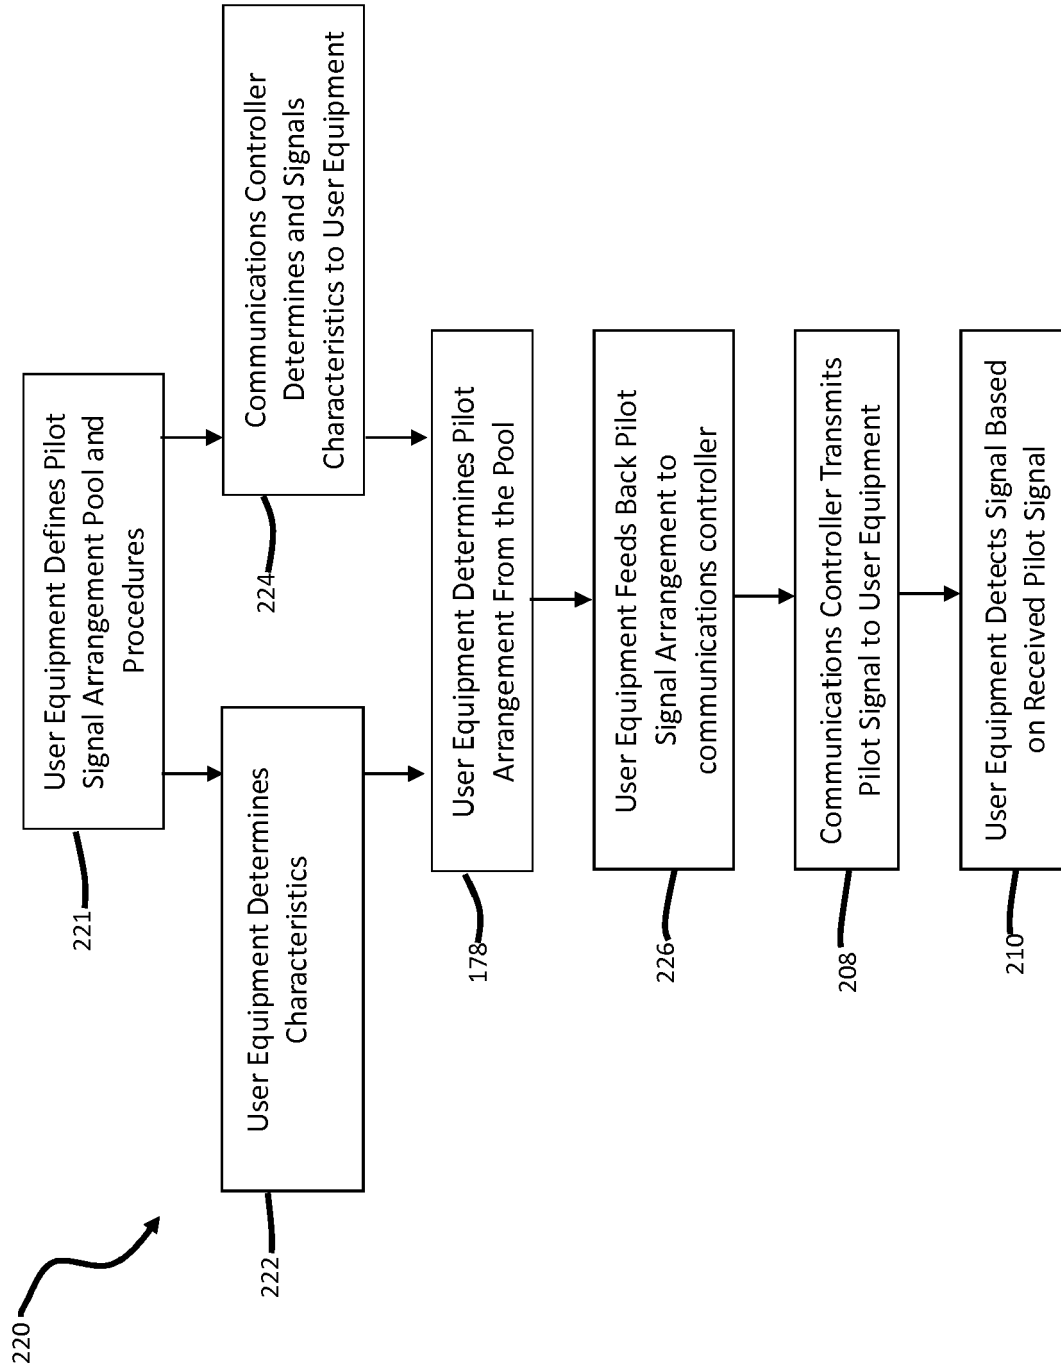 220
User Equipment Defines Pilot
Signal Arrangement Pool and
Procedures
221
User Equipment Determines
Characteristics
222
Communications Controller
Determines and Signals
Characteristics to User Equipment
224
User Equipment Determines Pilot
Arrangement From the Pool
178
User Equipment Feeds Back Pilot
Signal Arrangement to
communications controller
226
Communications Controller Transmits
Pilot Signal to User Equipment
208
User Equipment Detects Signal Based
on Received Pilot Signal
210